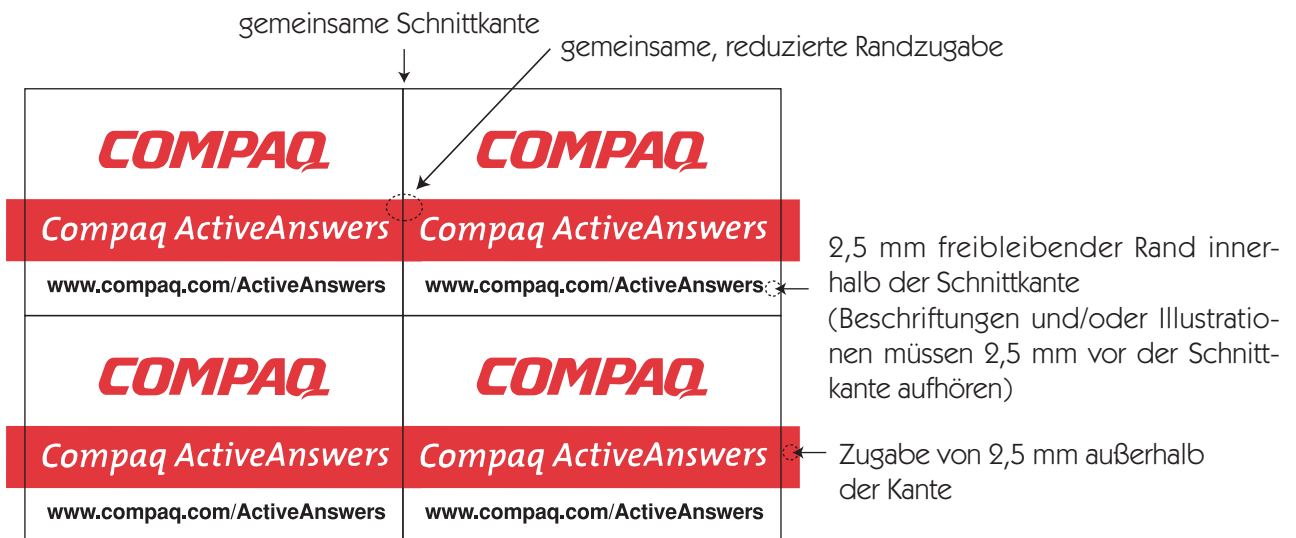 gemeinsame Schnittkante
gemeinsame, reduzierte Randzugabe
COMPAQ COMPAQ
Compaq ActiveAnswers Compaq ActiveAnswers
www.compaq.com/ActiveAnswers www.compaq.com/ActiveAnswers
2,5 mm freibleibender Rand inner-
halb der Schnittkante
(Beschriftungen und/oder Illustratio-
nen müssen 2,5 mm vor der Schnitt-
kante aufhören)
COMPAQ COMPAQ
Compaq ActiveAnswers Compaq ActiveAnswers
www.compaq.com/ActiveAnswers www.compaq.com/ActiveAnswers
Zugabe von 2,5 mm außerhalb
der Kante